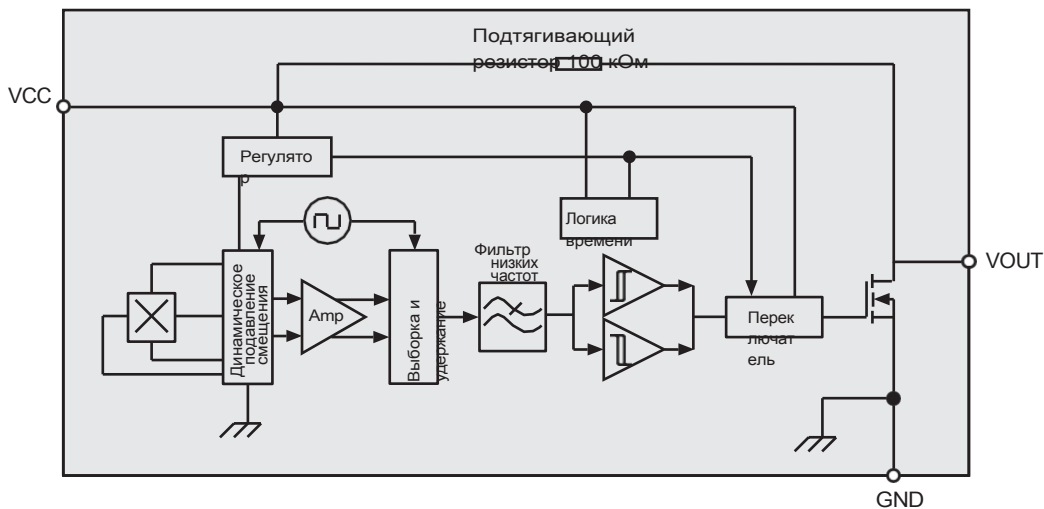 Подтягивающий
резистор 100 кОм
VCC
Регулято
р
Логика
времени
Фильтр
низких
частот
VOUT
Динамическое
подавление
смещения
Amp
Выборка и
удержание
Перек
лючат
ель
GND